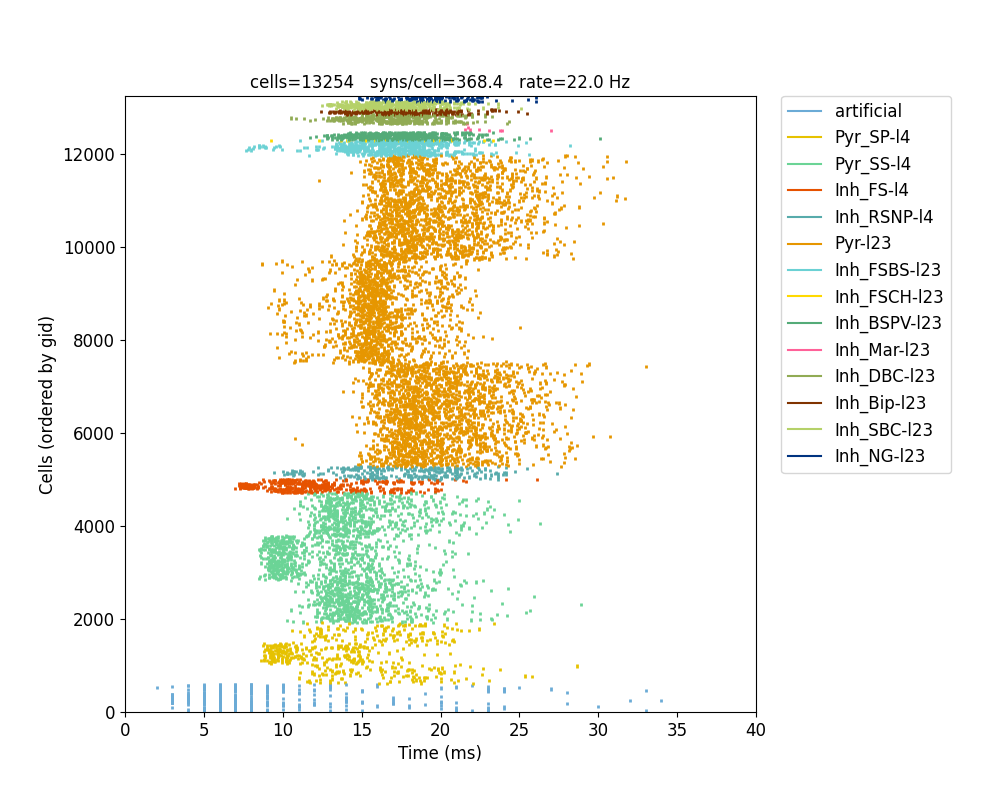 cells=13254 syns/cell=368.4 rate=22.0 Hz
Cells (ordered by gid)
12000
10000
8000
6000
4000
2000
0
0 5 10 15 20 25 30 35 40
Time (ms)
artificial
Pyr_SP-l4
Pyr_SS-l4
Inh_FS-l4
Inh_RSNP-l4
Pyr-l23
Inh_FSBS-l23
Inh_FSCH-l23
Inh_BSPV-l23
Inh_Mar-l23
Inh_DBC-l23
Inh_Bip-l23
Inh_SBC-l23
Inh_NG-l23